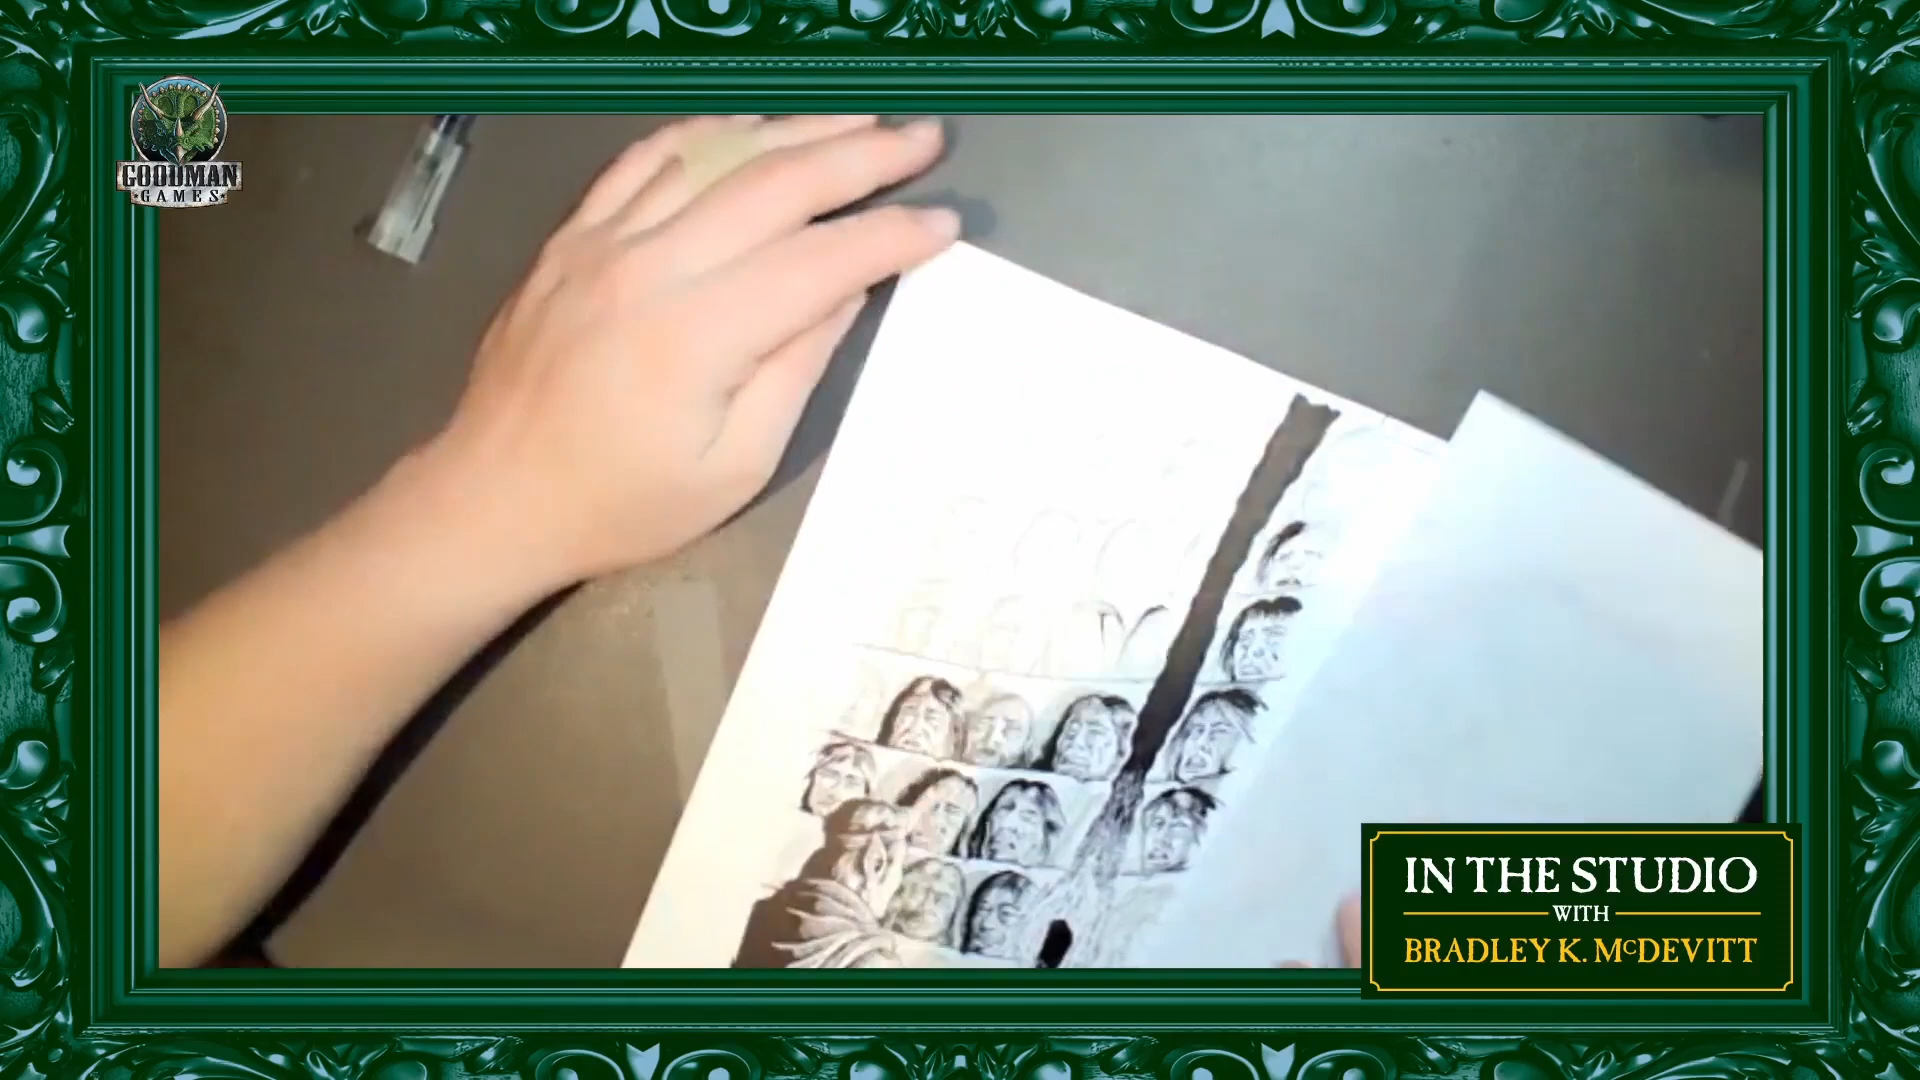 GOODMAN
GAMES
IN THE STUDIO
WITH
BRADLEY K. McDEVITT